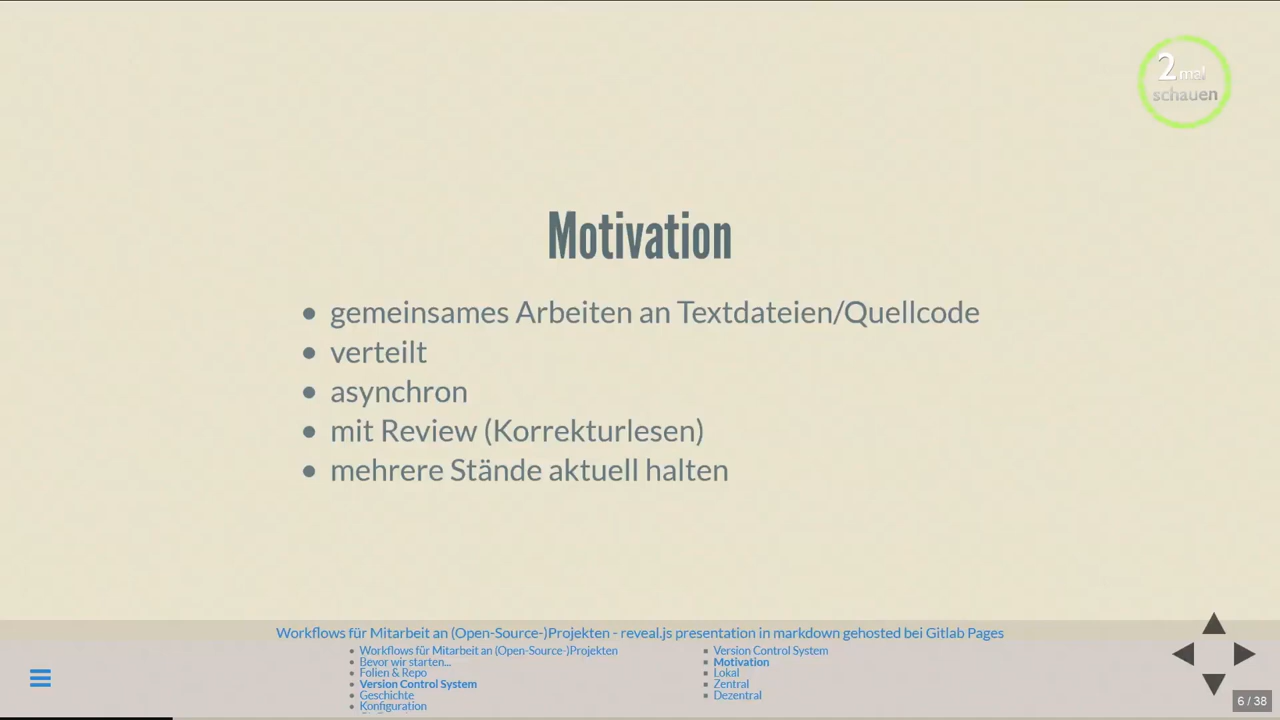 2 mal
schauen
Motivation
gemeinsames Arbeiten an Textdateien/Quellcode
verteilt
asynchron
mit Review (Korrekturlesen)
mehrere Stände aktuell halten
Workflows für Mitarbeit an (Open-Source-)Projekten - reveal.js presentation in markdown gehosted bei Gitlab Pages
Workflows für Mitarbeit an (Open-Source-)Projekten
Bevor wir starten...
Folien & Repo
Version Control System
Geschichte
Konfiguration
Version Control System
Motivation
Lokal
Zentral
Dezentral
6 / 38